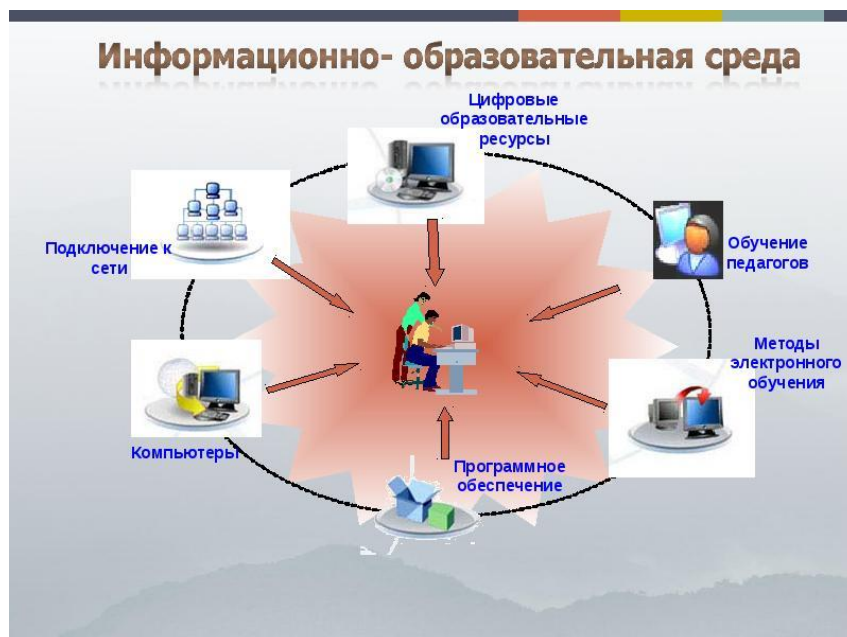 Информационно- образовательная среда
Цифровые
образовательные
ресурсы
Подключение к
сети
Обучение
педагогов
Методы
электронного
обучения
Компьютеры
Программное
обеспечение